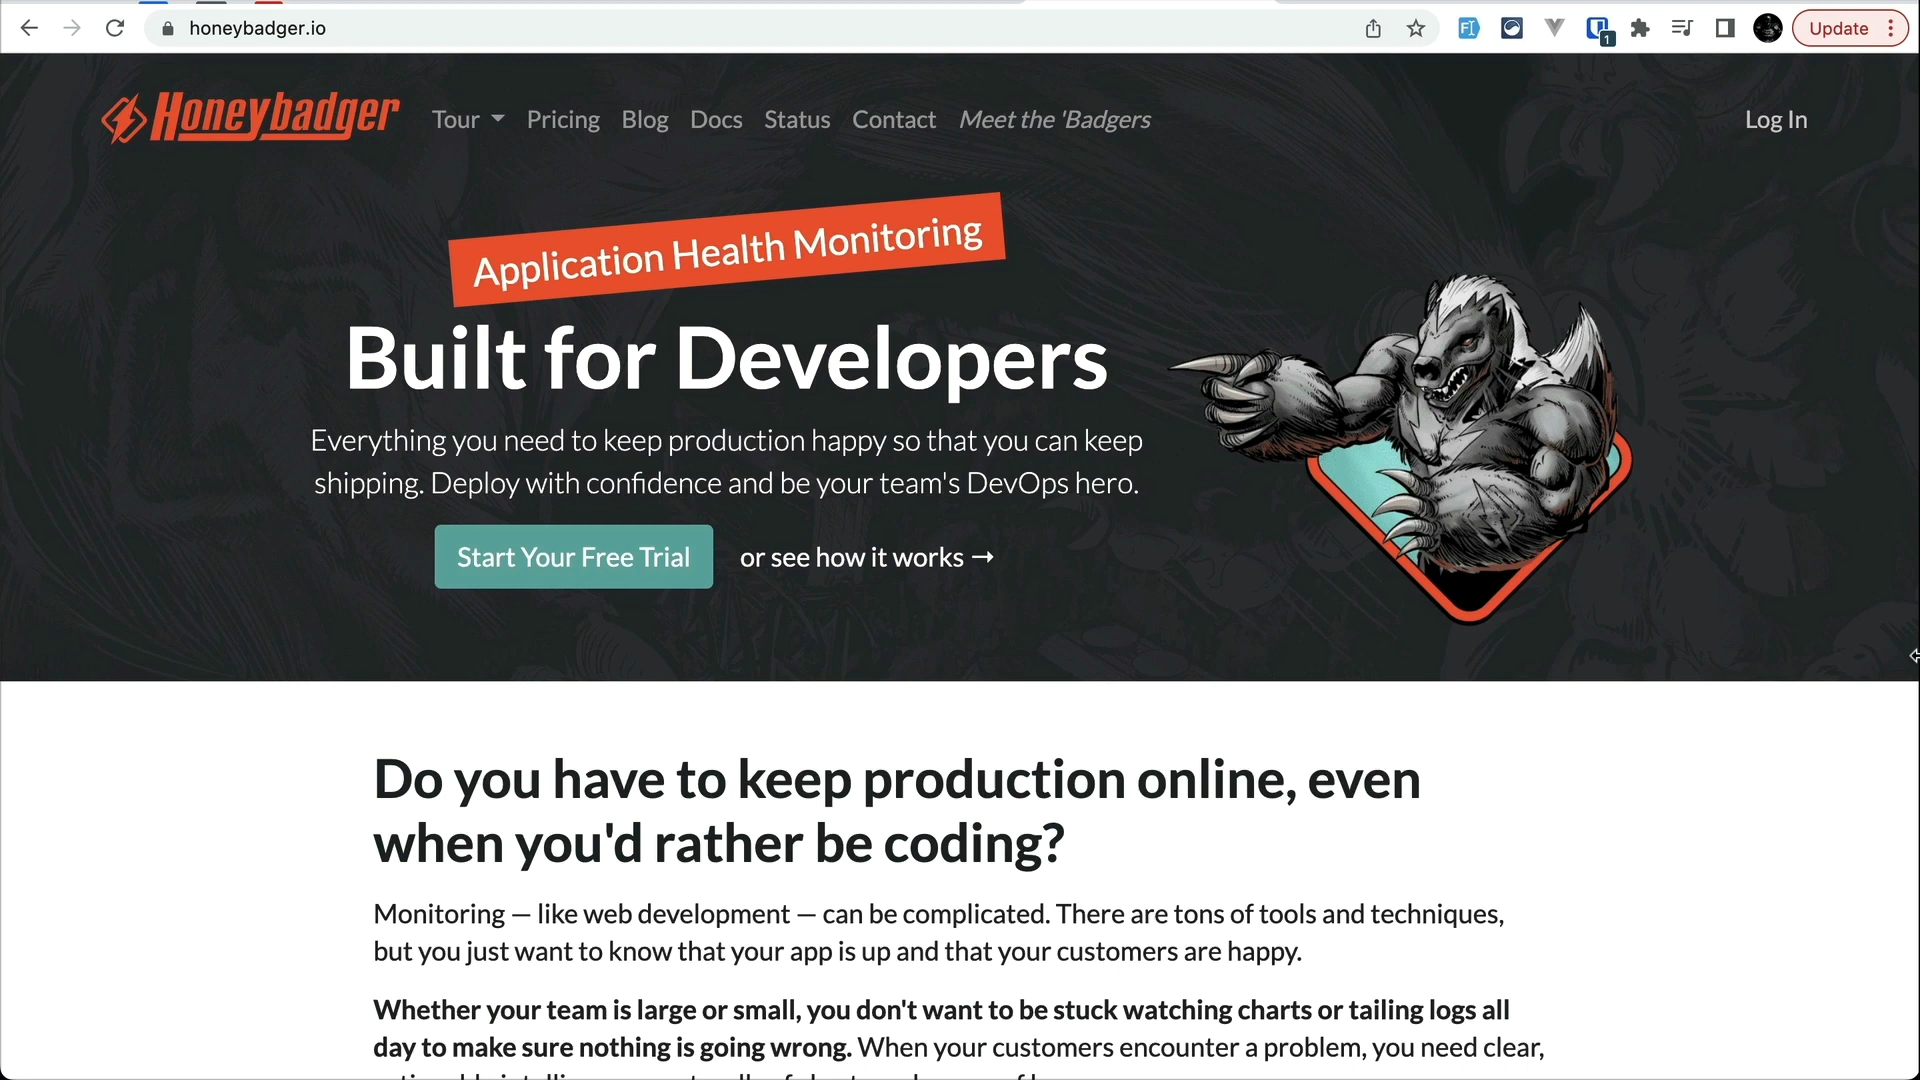 honeybadger.io
1
Update
Honeybadger
Tour
Pricing
Blog
Docs
Status
Contact
Meet the 'Badgers
Log In
Application Health Monitoring
Built for Developers
Everything you need to keep production happy so that you can keep
shipping. Deploy with confidence and be your team's DevOps hero.
Start Your Free Trial
or see how it works →
Do you have to keep production online, even
when you'd rather be coding?
Monitoring — like web development — can be complicated. There are tons of tools and techniques,
but you just want to know that your app is up and that your customers are happy.
Whether your team is large or small, you don't want to be stuck watching charts or tailing logs all
day to make sure nothing is going wrong. When your customers encounter a problem, you need clear,